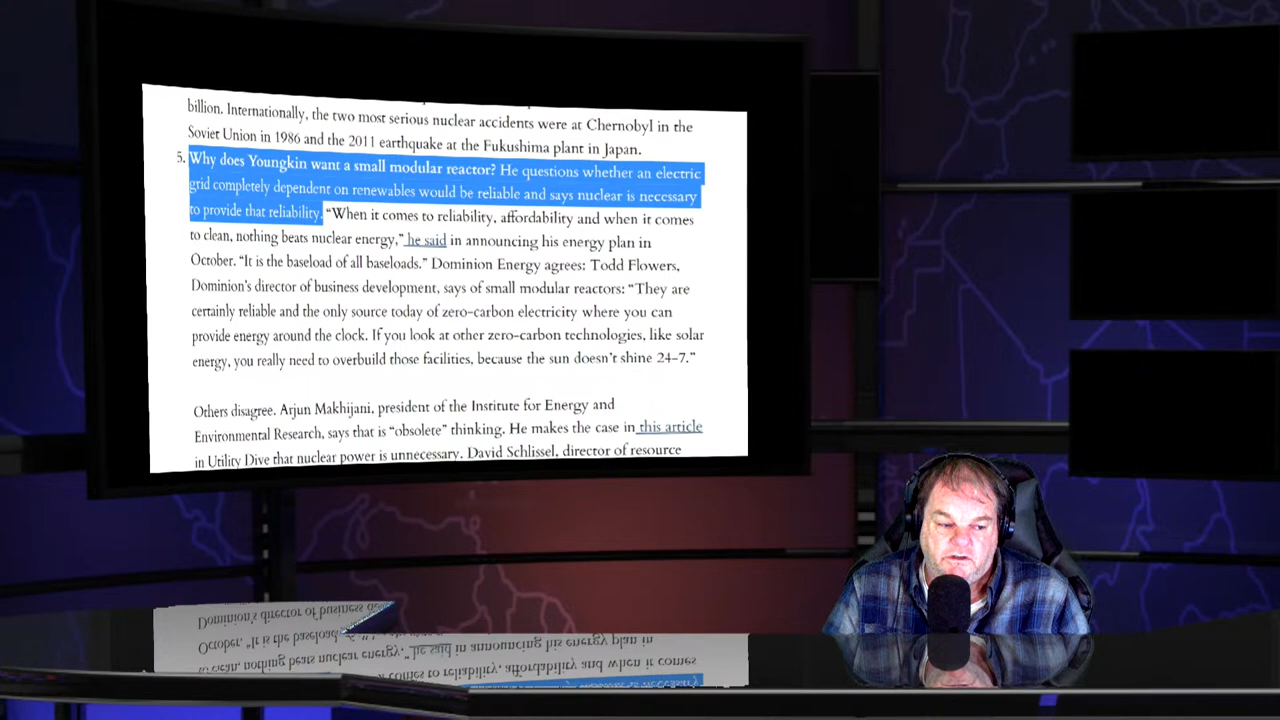 billion. Internationally, the two most serious nuclear accidents were at Chernobyl in the
Soviet Union in 1986 and the 2011 earthquake at the Fukushima plant in Japan.
5. Why does Youngkin want a small modular reactor? He questions whether an electric
grid completely dependent on renewables would be reliable and says nuclear is necessary
to provide that reliability. “When it comes to reliability, affordability and when it comes
to clean, nothing beats nuclear energy,” he said in announcing his energy plan in
October. “It is the baseload of all baseloads.” Dominion Energy agrees: Todd Flowers,
Dominion’s director of business development, says of small modular reactors: “They are
certainly reliable and the only source today of zero-carbon electricity where you can
provide energy around the clock. If you look at other zero-carbon technologies, like solar
energy, you really need to overbuild those facilities, because the sun doesn’t shine 24-7.”
Others disagree. Arjun Makhijani, president of the Institute for Energy and
Environmental Research, says that is “obsolete” thinking. He makes the case in this article
in Utility Dive that nuclear power is unnecessary. David Schlissel, director of resource